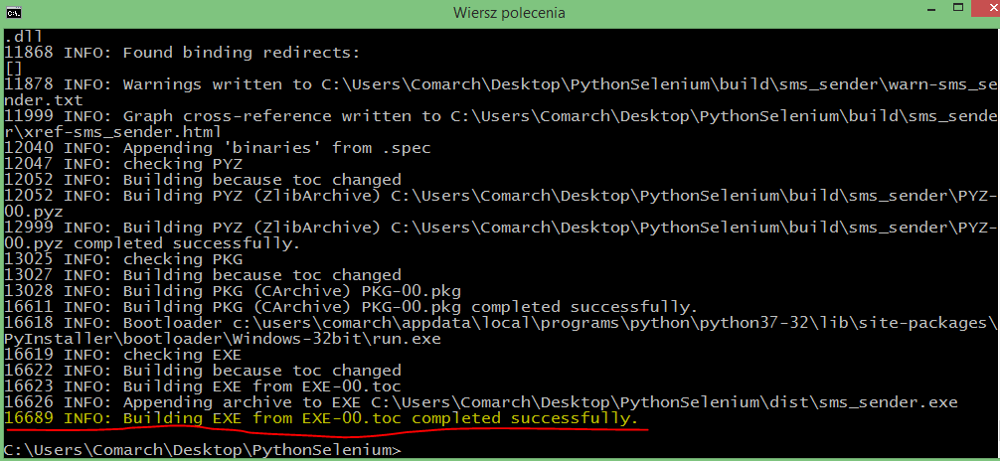 C:\.
Wiersz polecenia
.dll
11868 INFO: Found binding redirects:
[]
11878 INFO: Warnings written to C:\Users\Comarch\Desktop\PythonSelenium\build\sms_sender\warn-sms_se
nder.txt
11999 INFO: Graph cross-reference written to C:\Users\Comarch\Desktop\PythonSelenium\build\sms_sende
r\xref-sms_sender.html
12040 INFO: Appending 'binaries' from .spec
12047 INFO: checking PYZ
12052 INFO: Building because toc changed
12052 INFO: Building PYZ (ZlibArchive) C:\Users\Comarch\Desktop\PythonSelenium\build\sms_sender\PYZ-
00.pyz
12999 INFO: Building PYZ (ZlibArchive) C:\Users\Comarch\Desktop\PythonSelenium\build\sms_sender\PYZ-
00.pyz completed successfully.
13025 INFO: checking PKG
13027 INFO: Building because toc changed
13028 INFO: Building PKG (CArchive) PKG-00.pkg
16611 INFO: Building PKG (CArchive) PKG-00.pkg completed successfully.
16618 INFO: Bootloader c:\users\comarch\appdata\local\programs\python\python37-32\lib\site-packages\
PyInstaller\bootloader\Windows-32bit\run.exe
16619 INFO: checking EXE
16622 INFO: Building because toc changed
16623 INFO: Building EXE from EXE-00.toc
16626 INFO: Appending archive to EXE C:\Users\Comarch\Desktop\PythonSelenium\dist\sms_sender.exe
16689 INFO: Building EXE from EXE-00.toc completed successfully.
C:\Users\Comarch\Desktop\PythonSelenium>